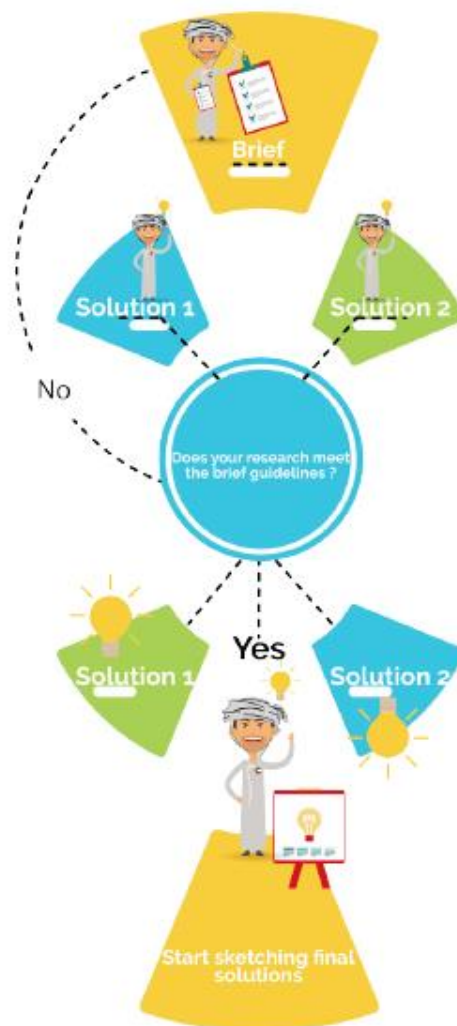 Brief
Solution 1
Solution 2
No
Does your research meet
the brief guidelines ?
Yes
Solution 1
Solution 2
Start sketching final
solutions